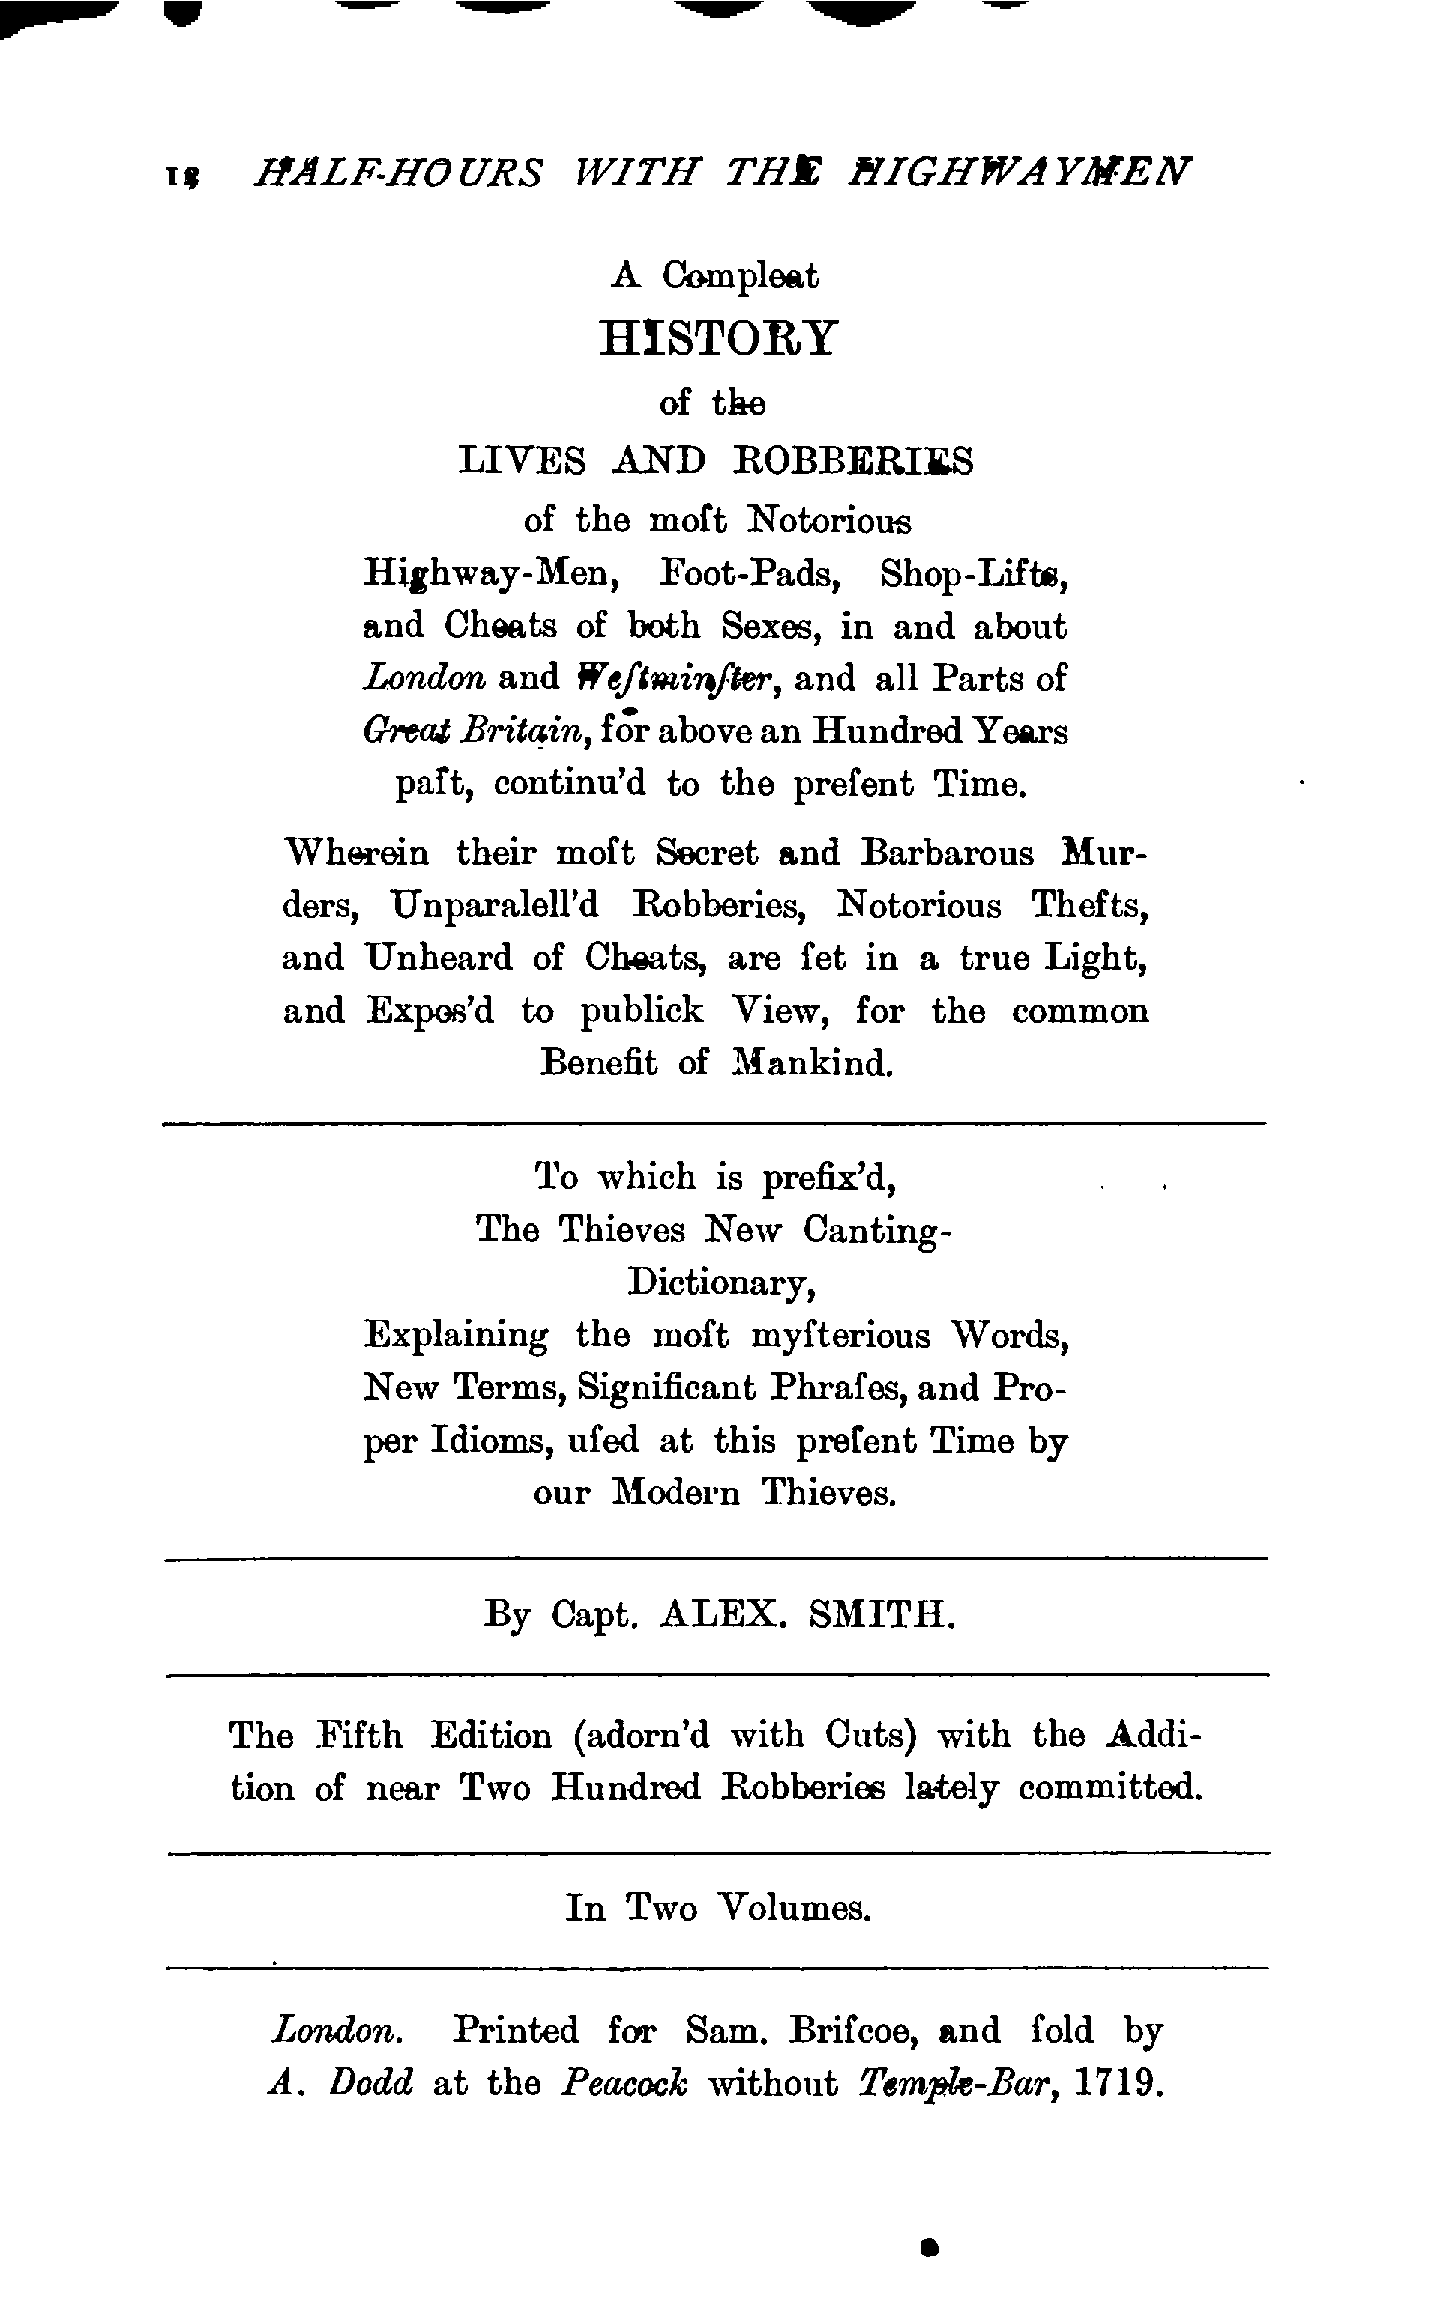 HALF-HOURS WITH THE HIGHWAYMEN
A Compleat
HISTORY
of the
LIVES AND ROBBERIES
of the moſt Notorious
Highway-Men, Foot-Pads, Shop-Lifts,
and Cheats of both Sexes, in and about
London and Weſtminſter, and all Parts of
Great Britain, for above an Hundred Years
paſt, continu'd to the preſent Time.
Wherein their moſt Secret and Barbarous Mur-
ders, Unparalell'd Robberies, Notorious Thefts,
and Unheard of Cheats, are ſet in a true Light,
and Expos'd to publick View, for the common
Benefit of Mankind.
To which is prefix'd,
The Thieves New Canting-
Dictionary,
Explaining the moſt myſterious Words,
New Terms, Significant Phraſes, and Pro-
per Idioms, uſed at this preſent Time by
our Modern Thieves.
By Capt. ALEX. SMITH.
The Fifth Edition (adorn'd with Cuts) with the Addi-
tion of near Two Hundred Robberies lately committed.
In Two Volumes.
London. Printed for Sam. Briſcoe, and ſold by
A. Dodd at the Peacock without Temple-Bar, 1719.